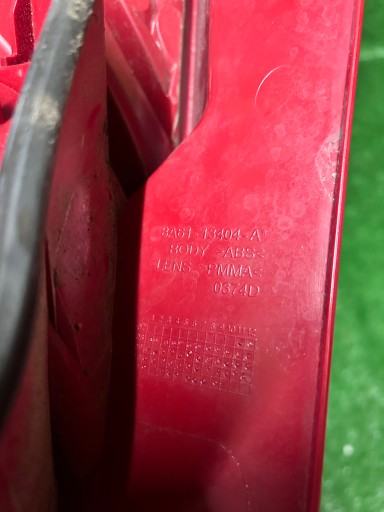 8A61-13404-A
BODY >ABS<
LENS >PMMA<
0374D